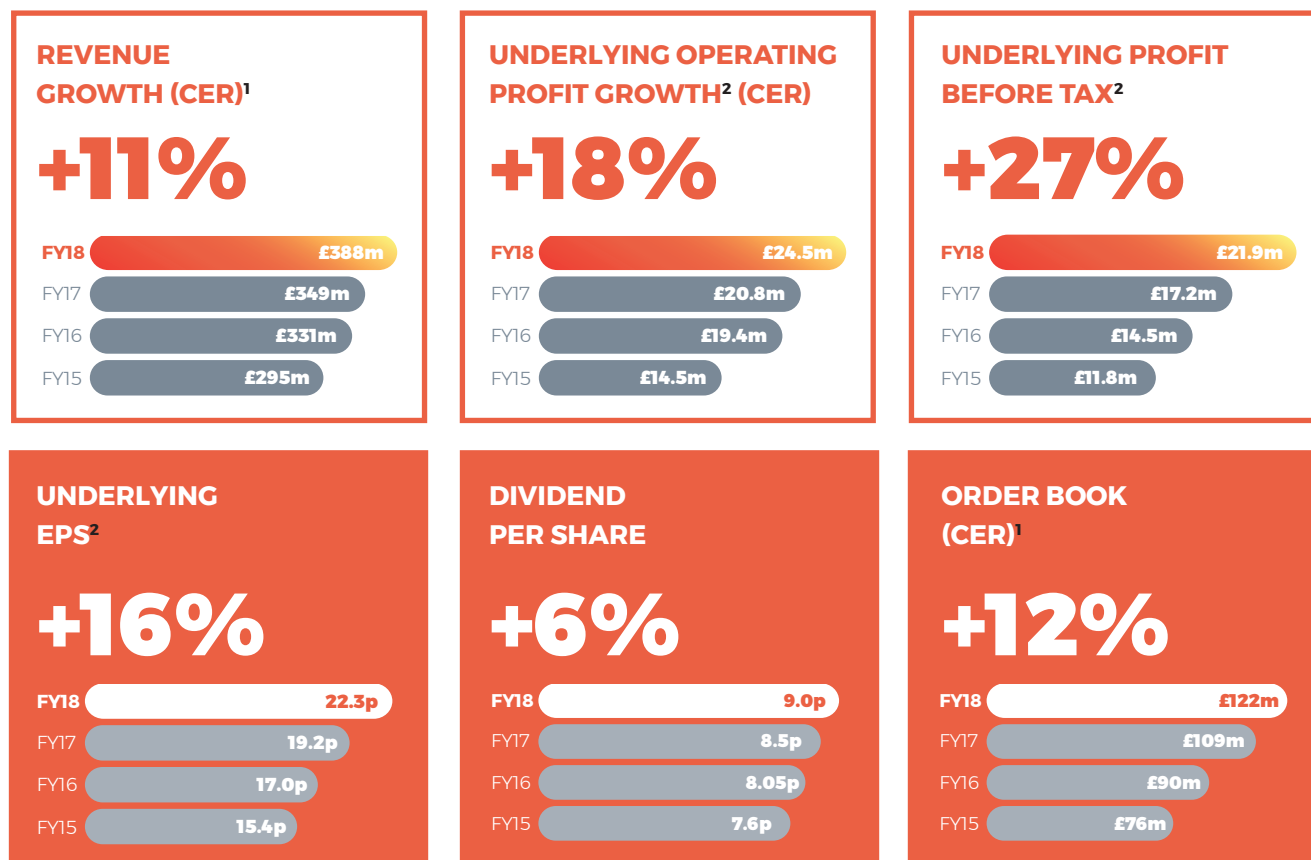 REVENUE
GROWTH (CER)¹
+11%
FY18 £388m
FY17 £349m
FY16 £331m
FY15 £295m
UNDERLYING OPERATING
PROFIT GROWTH² (CER)
+18%
FY18 £24.5m
FY17 £20.8m
FY16 £19.4m
FY15 £14.5m
UNDERLYING PROFIT
BEFORE TAX²
+27%
FY18 £21.9m
FY17 £17.2m
FY16 £14.5m
FY15 £11.8m
UNDERLYING
EPS²
+16%
FY18 22.3p
FY17 19.2p
FY16 17.0p
FY15 15.4p
DIVIDEND
PER SHARE
+6%
FY18 9.0p
FY17 8.5p
FY16 8.05p
FY15 7.6p
ORDER BOOK
(CER)¹
+12%
FY18 £122m
FY17 £109m
FY16 £90m
FY15 £76m